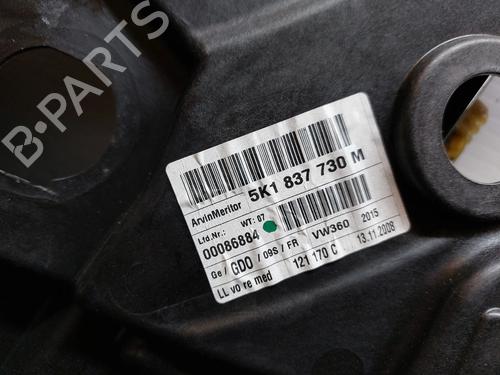 B-PARTS
ArvinMeritor 5K1 837 730 M
Lfd.Nr.: WT: 07
00086884 VW360 2015
Ge / GDO / 09S / FR 13.11.2008
LL vo re med 121 170 C